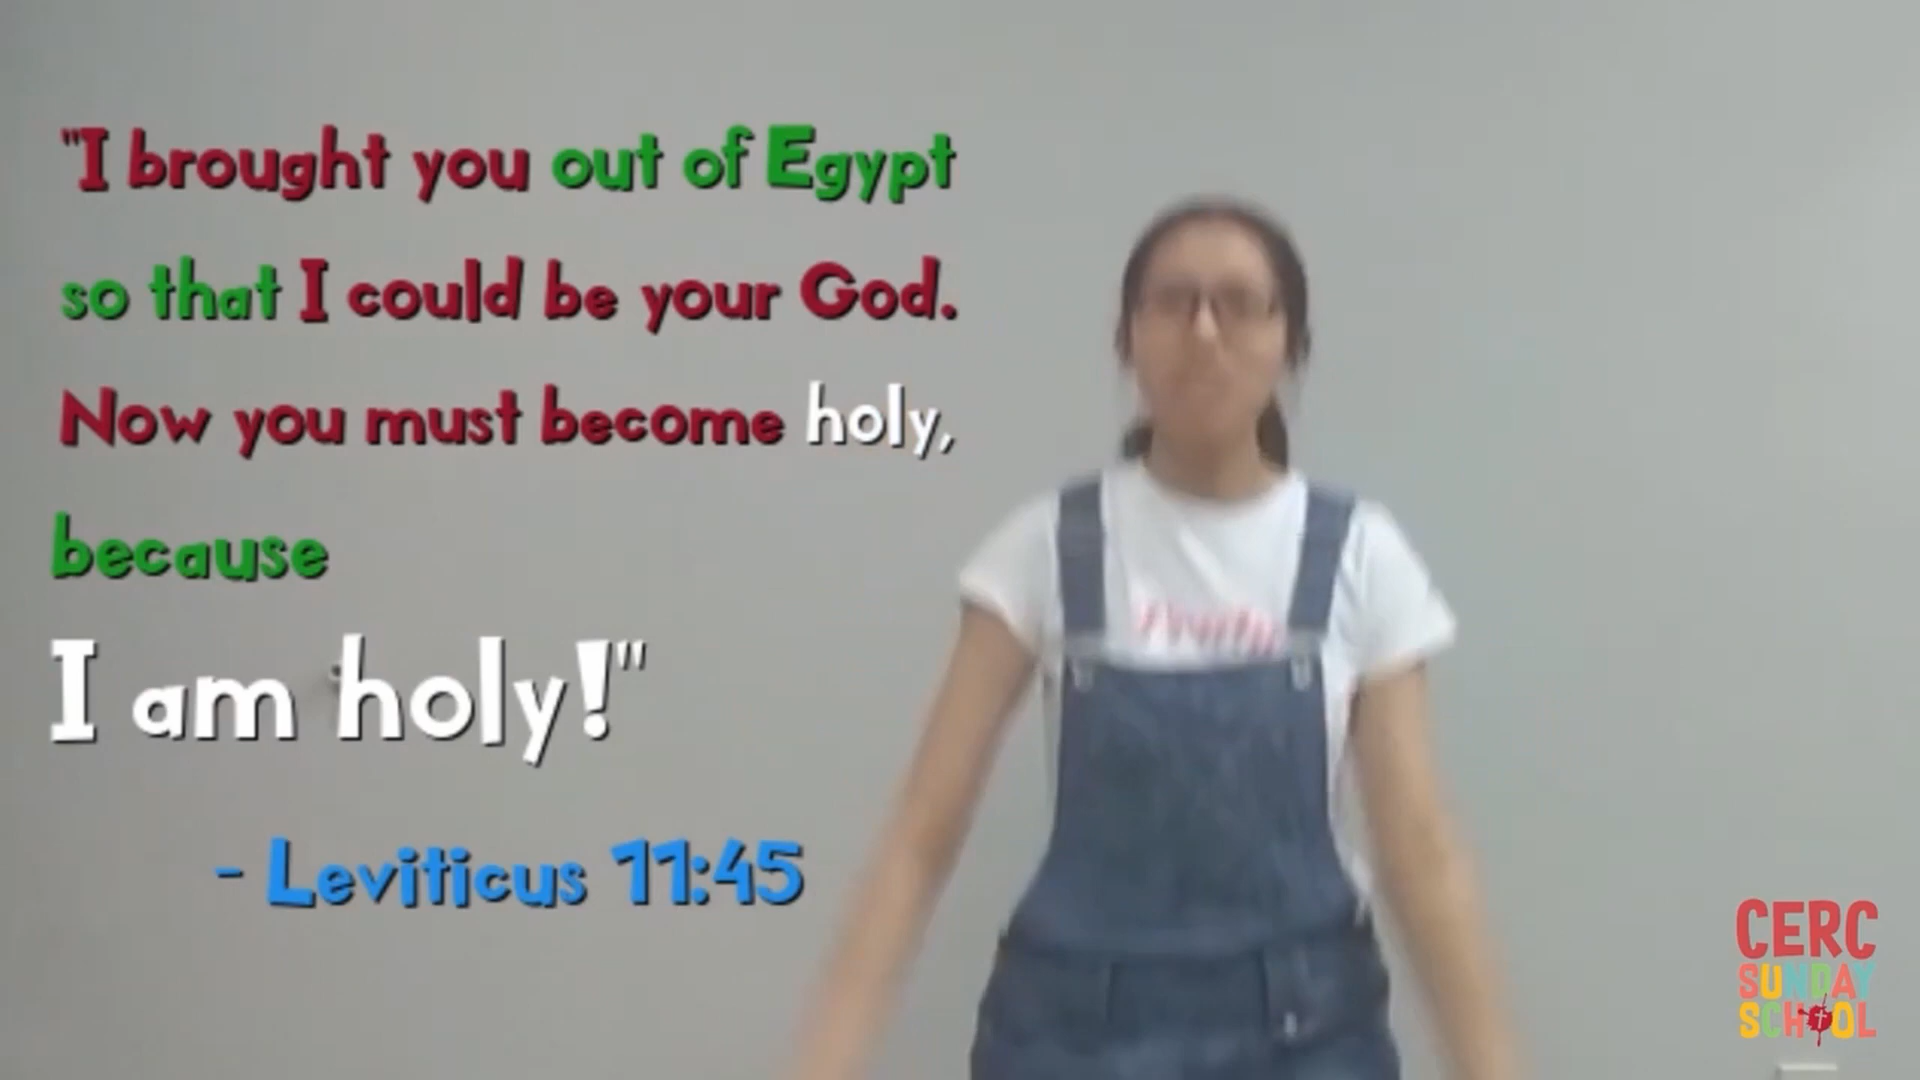 "I brought you out of Egypt
so that I could be your God.
Now you must become holy,
because
I am holy!"
- Leviticus 11:45
CERC
SUNDAY
SCHOOL